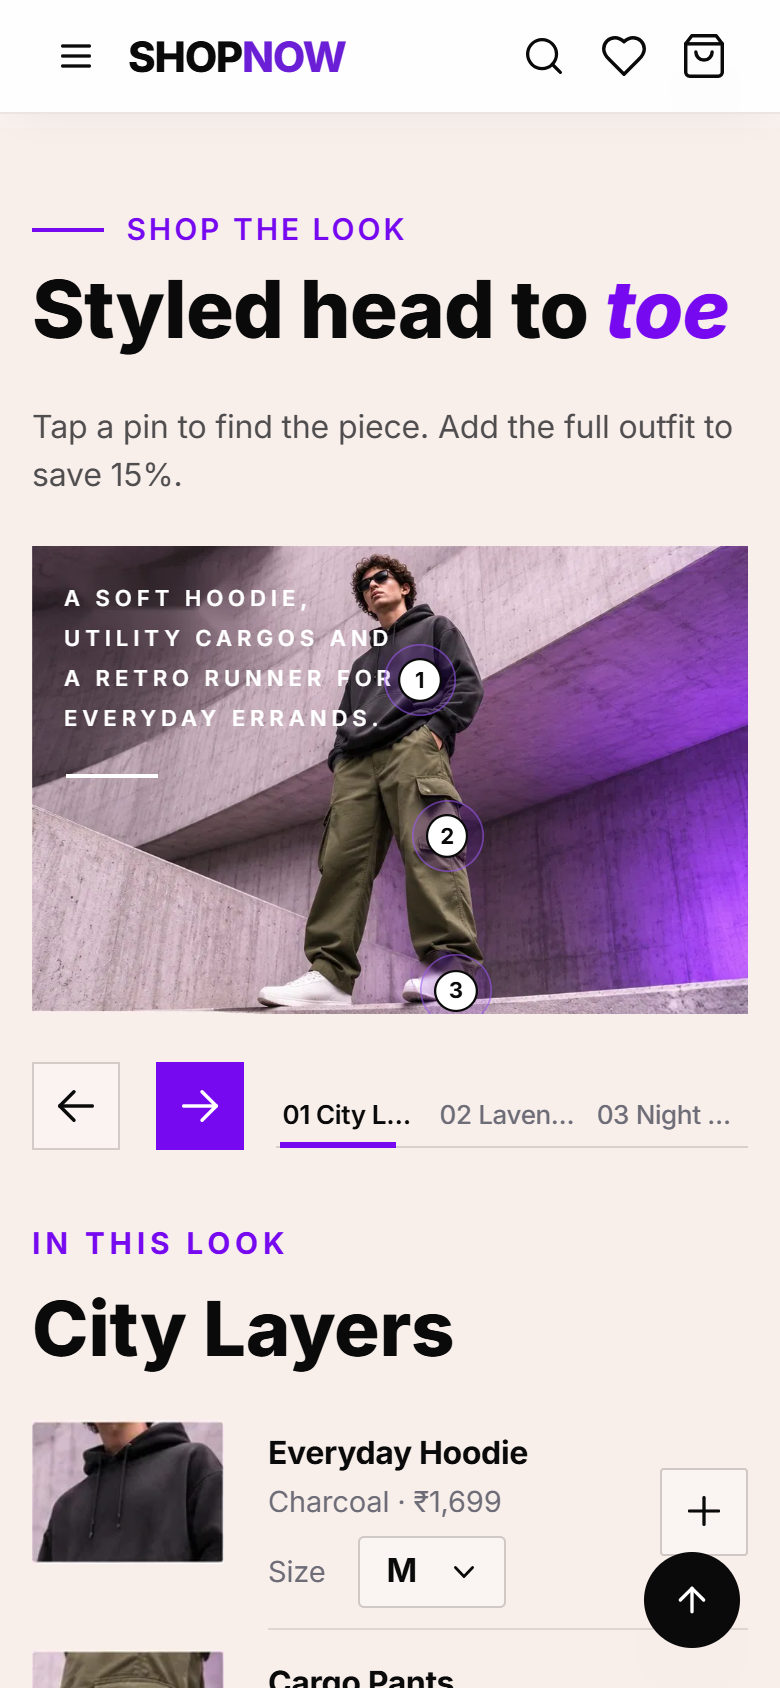 SHOPNOW
SHOP THE LOOK
Styled head to toe
Tap a pin to find the piece. Add the full outfit to
save 15%.
A SOFT HOODIE,
UTILITY CARGOS AND
A RETRO RUNNER FOR
EVERYDAY ERRANDS.
1
2
3
01 City L...
02 Laven...
03 Night ...
IN THIS LOOK
City Layers
Everyday Hoodie
Charcoal · ₹1,699
Size
M
Cargo Pants